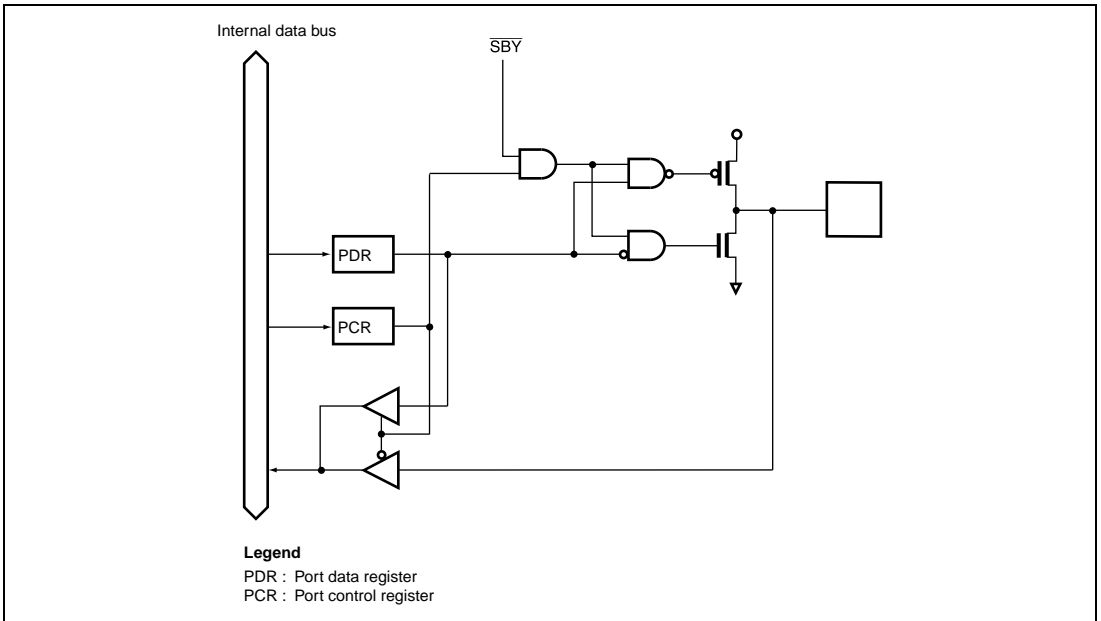 Internal data bus
SBY
PDR
PCR
Legend
PDR : Port data register
PCR : Port control register